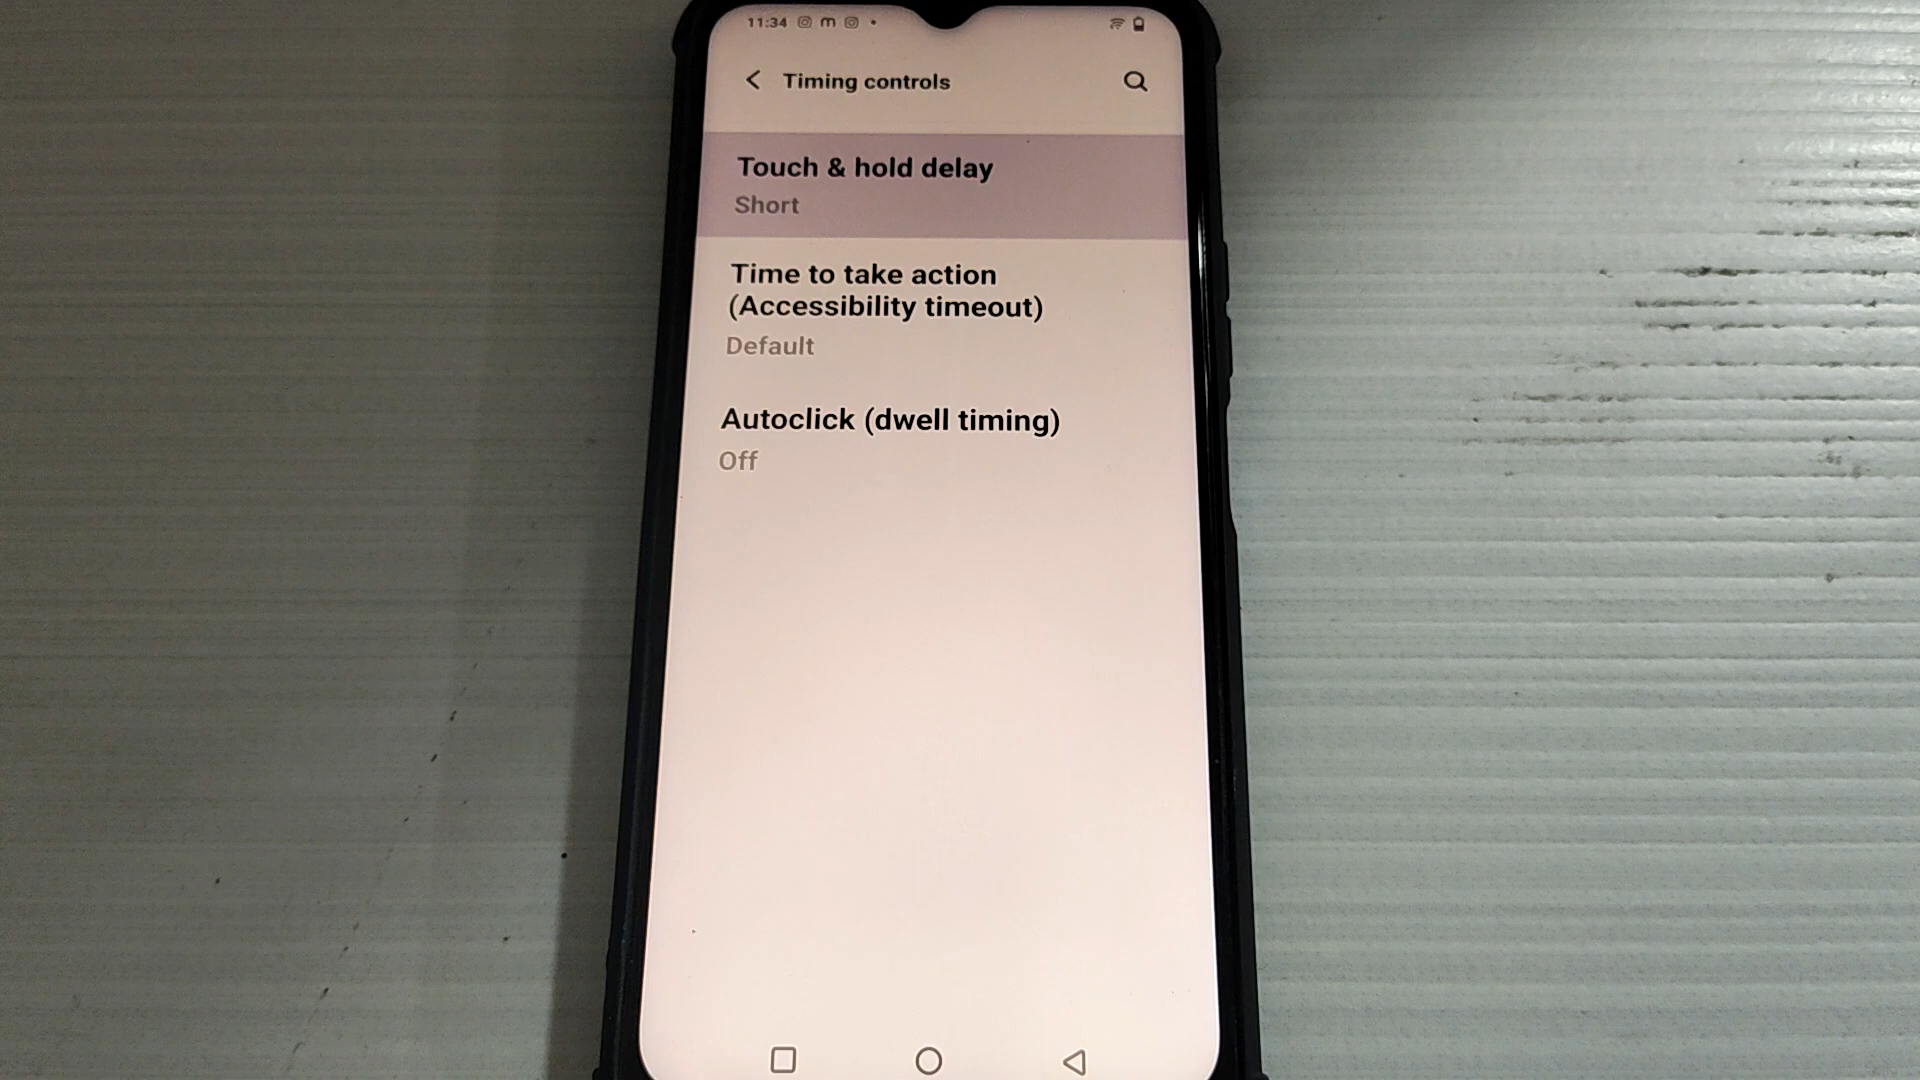 11:34
Timing controls
Touch & hold delay
Short
Time to take action
(Accessibility timeout)
Default
Autoclick (dwell timing)
Off